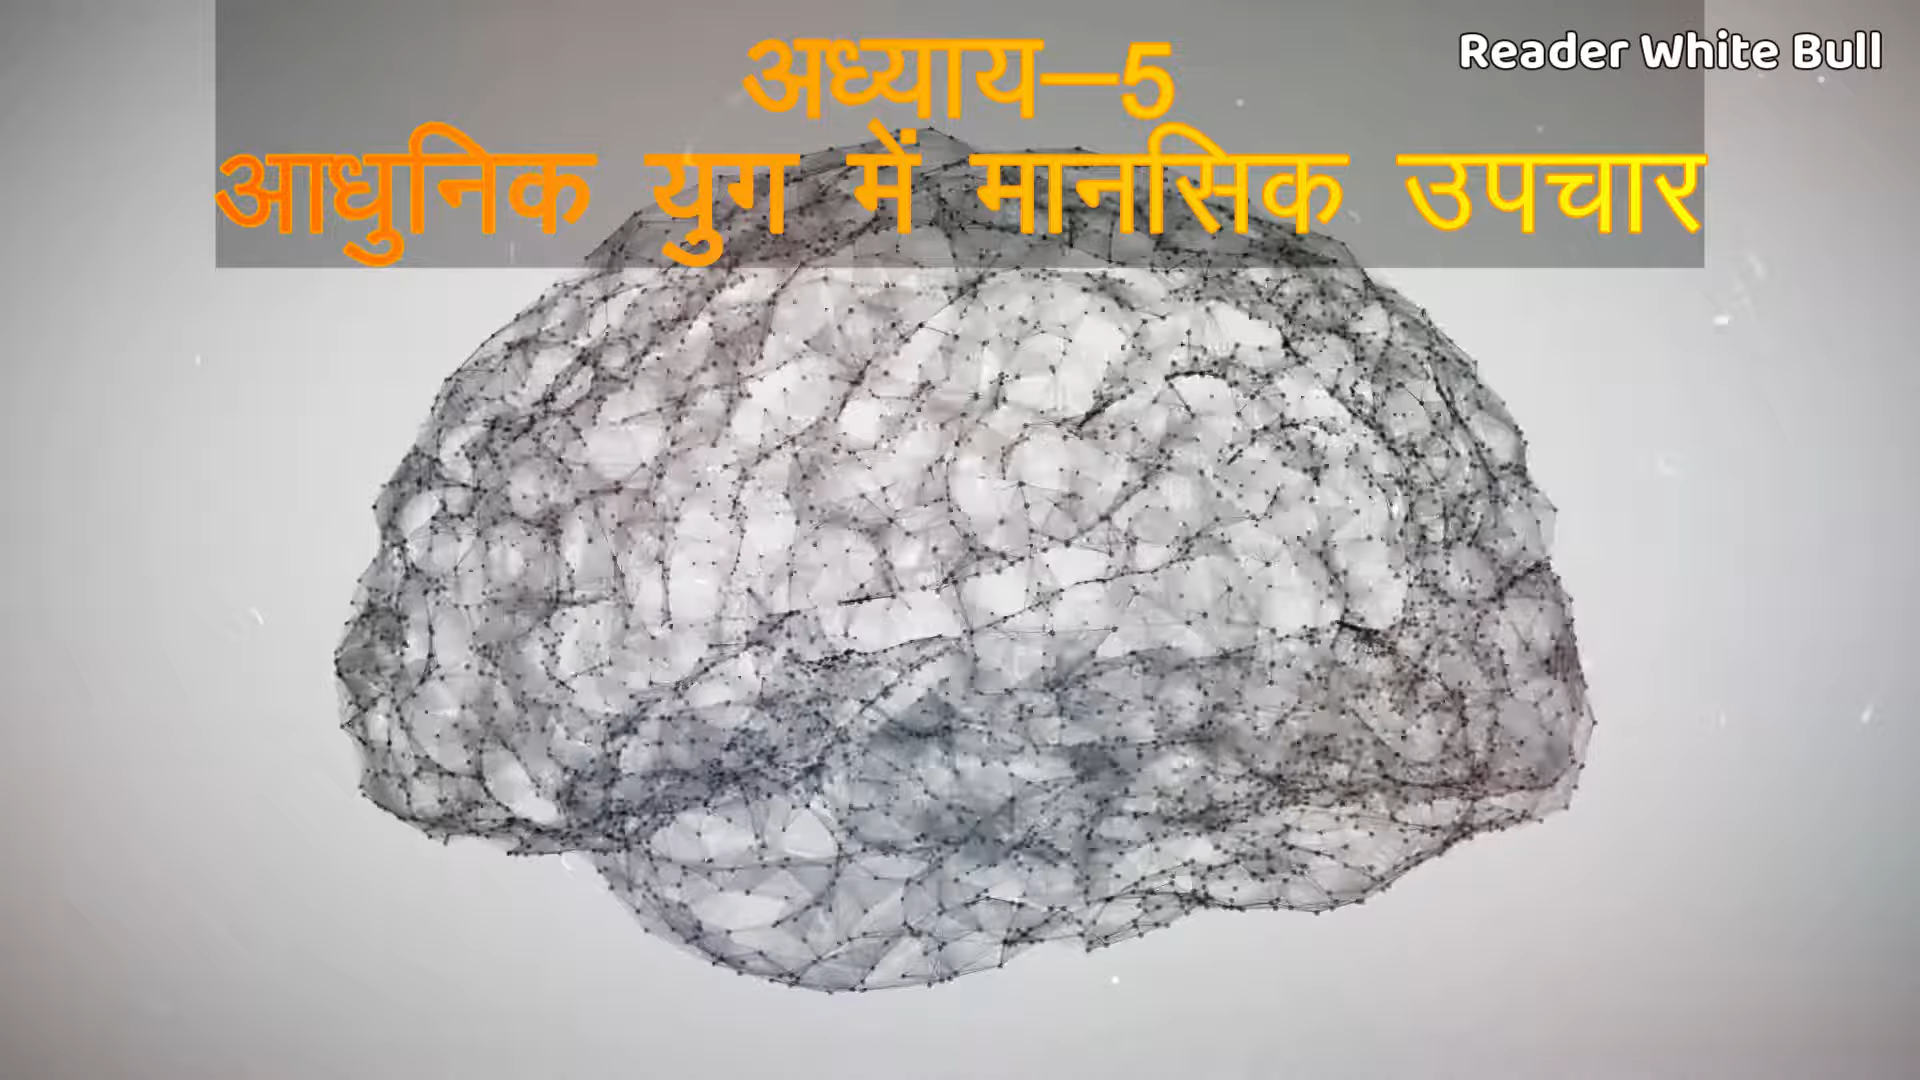 अध्याय—5
Reader White Bull
आधुनिक युग में मानसिक उपचार